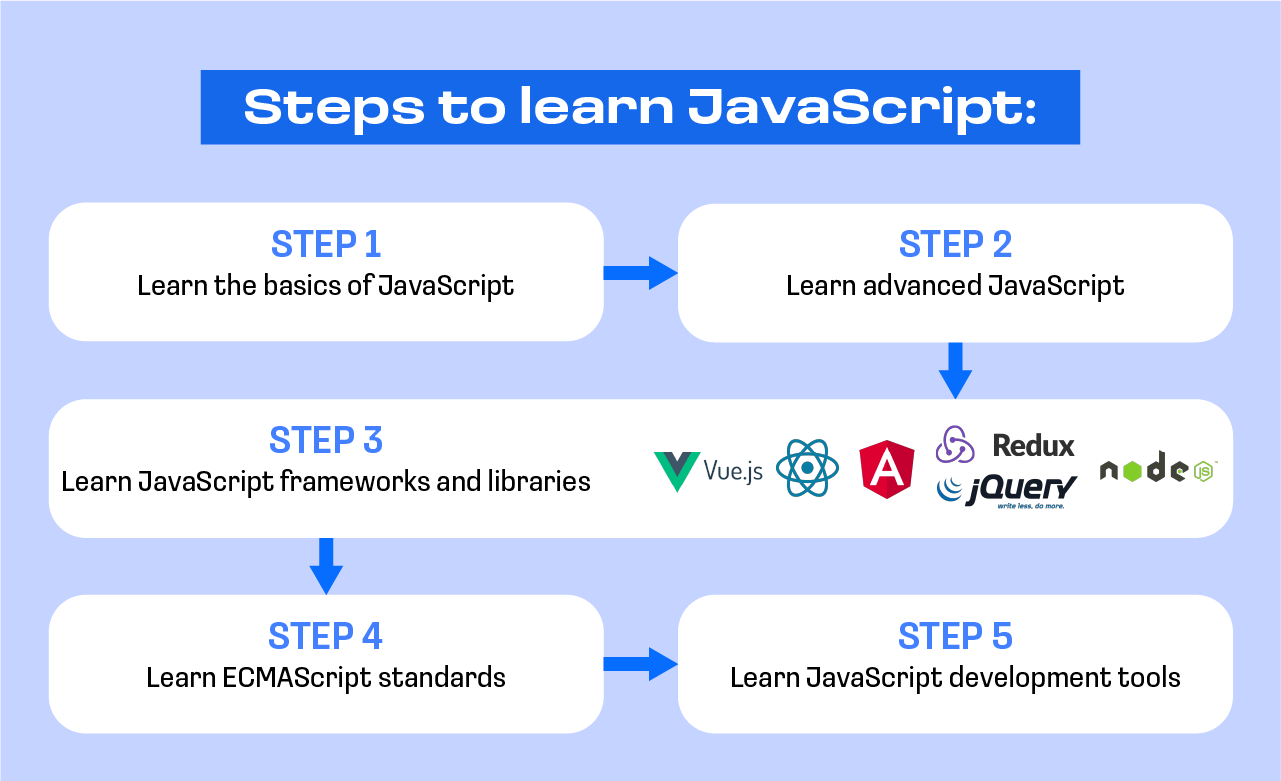 Steps to learn JavaScript:
STEP 1
Learn the basics of JavaScript
STEP 2
Learn advanced JavaScript
STEP 3
Learn JavaScript frameworks and libraries
Vue.js
A
Redux
jQuery
write less, do more.
node
JS
STEP 4
Learn ECMAScript standards
STEP 5
Learn JavaScript development tools